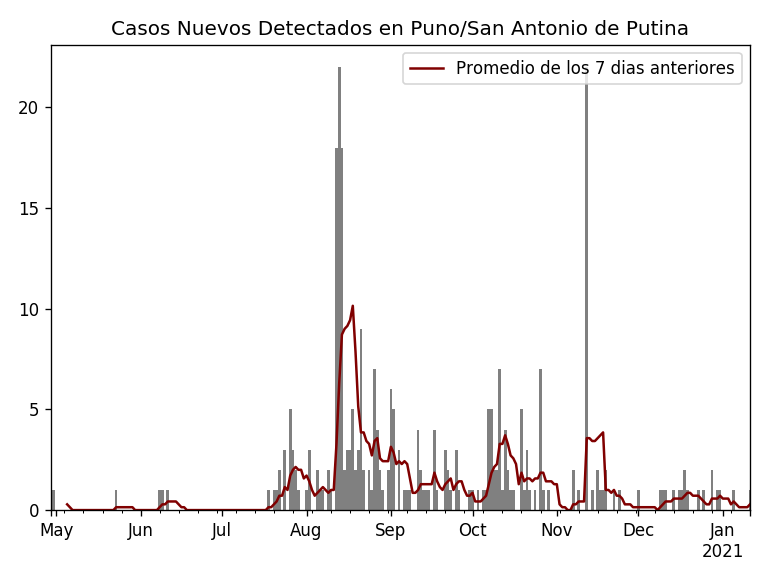 Casos Nuevos Detectados en Puno/San Antonio de Putina
Promedio de los 7 dias anteriores
20
15
10
5
0
May Jun Jul Aug Sep Oct Nov Dec Jan
2021